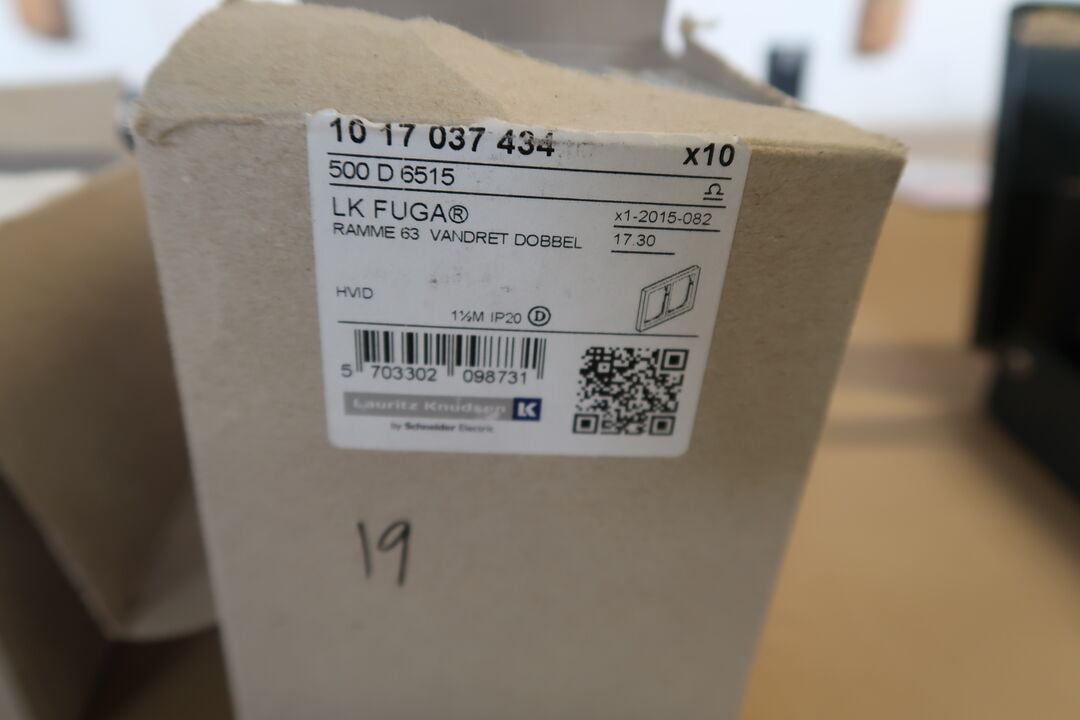 10 17 037 434
x10
500 D 6515
LK FUGA®
x1-2015-082
RAMME 63 VANDRET DOBBEL
17.30
HVID
1½M IP20 D
5 703302 098731
Lauritz Knudsen LK
by Schneider Electric
19